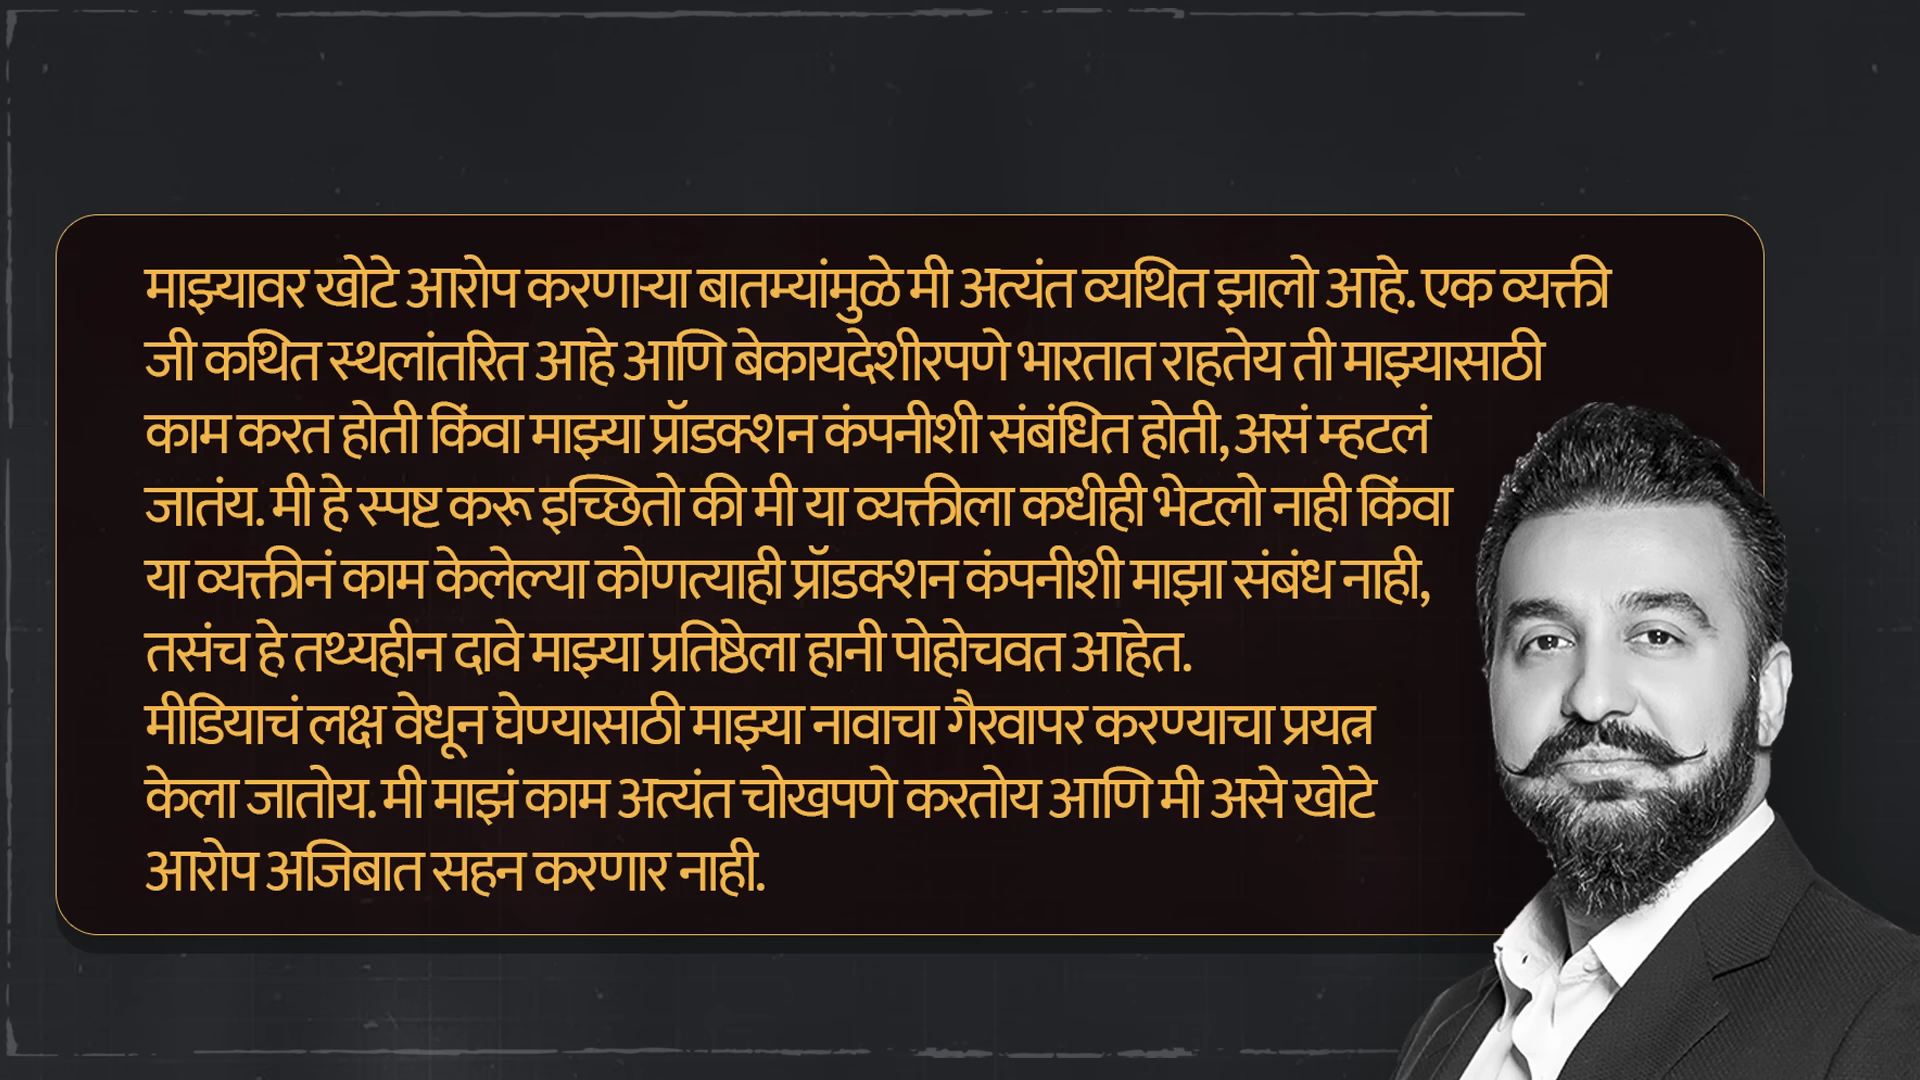 माझ्यावर खोटे आरोप करणाऱ्या बातम्यांमुळे मी अत्यंत व्यथित झालो आहे. एक व्यक्ती
जी कथित स्थलांतरित आहे आणि बेकायदेशीरपणे भारतात राहतेय ती माझ्यासाठी
काम करत होती किंवा माझ्या प्रॉडक्शन कंपनीशी संबंधित होती, असं म्हटलं
जातंय. मी हे स्पष्ट करू इच्छितो की मी या व्यक्तीला कधीही भेटलो नाही किंवा
या व्यक्तीनं काम केलेल्या कोणत्याही प्रॉडक्शन कंपनीशी माझा संबंध नाही,
तसंच हे तथ्यहीन दावे माझ्या प्रतिष्ठेला हानी पोहोचवत आहेत.
मीडियाचं लक्ष वेधून घेण्यासाठी माझ्या नावाचा गैरवापर करण्याचा प्रयत्न
केला जातोय. मी माझं काम अत्यंत चोखपणे करतोय आणि मी असे खोटे
आरोप अजिबात सहन करणार नाही.